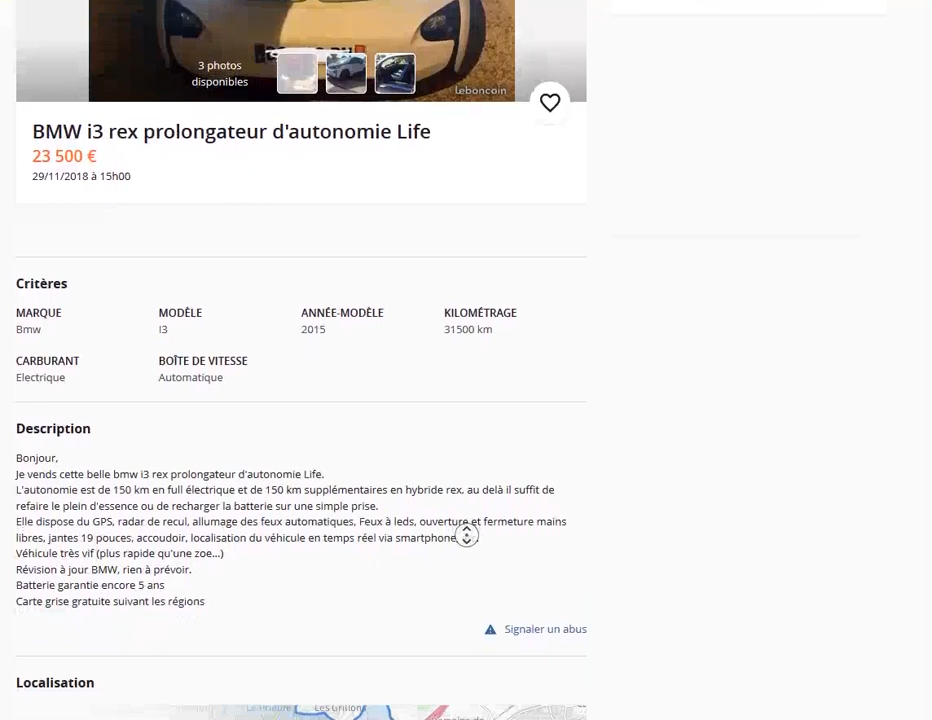 3 photos
disponibles
leboncoin
BMW i3 rex prolongateur d'autonomie Life
23 500 €
29/11/2018 à 15h00
Critères
MARQUE MODÈLE ANNÉE-MODÈLE KILOMÉTRAGE
Bmw I3 2015 31500 km
CARBURANT BOÎTE DE VITESSE
Electrique Automatique
Description
Bonjour,
Je vends cette belle bmw i3 rex prolongateur d'autonomie Life.
L'autonomie est de 150 km en full électrique et de 150 km supplémentaires en hybride rex, au delà il suffit de
refaire le plein d'essence ou de recharger la batterie sur une simple prise.
Elle dispose du GPS, radar de recul, allumage des feux automatiques, Feux à leds, ouverture et fermeture mains
libres, jantes 19 pouces, accoudoir, localisation du véhicule en temps réel via smartphone
Véhicule très vif (plus rapide qu'une zoe...)
Révision à jour BMW, rien à prévoir.
Batterie garantie encore 5 ans
Carte grise gratuite suivant les régions
Signaler un abus
Localisation
Les Grillons